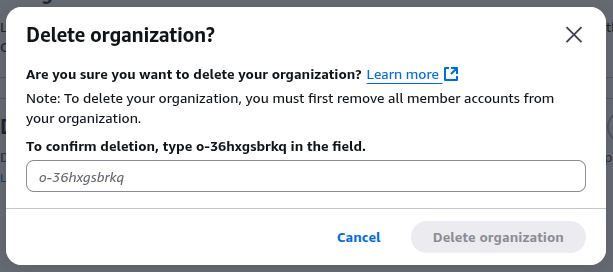 Delete organization?
Are you sure you want to delete your organization? Learn more
Note: To delete your organization, you must first remove all member accounts from
your organization.
To confirm deletion, type o-36hxgsbrkq in the field.
o-36hxgsbrkq
Cancel
Delete organization